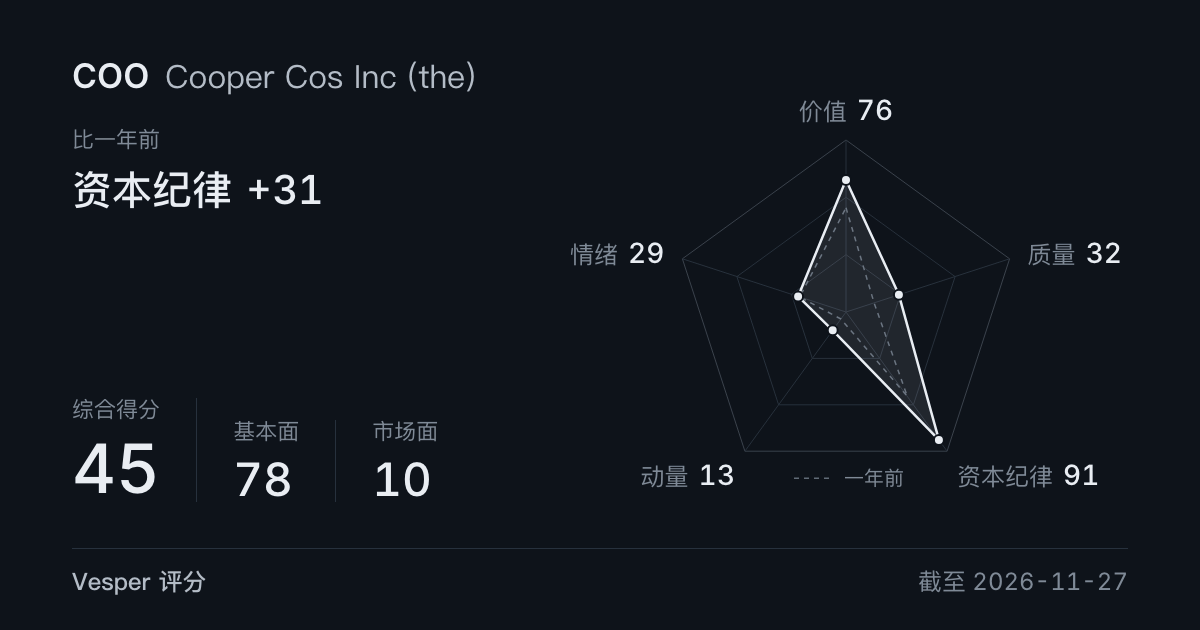 COO Cooper Cos Inc (the)
比一年前
资本纪律 +31
价值 76
情绪 29
质量 32
动量 13
---- 一年前
资本纪律 91
综合得分
45
基本面
78
市场面
10
Vesper 评分
截至 2026-11-27